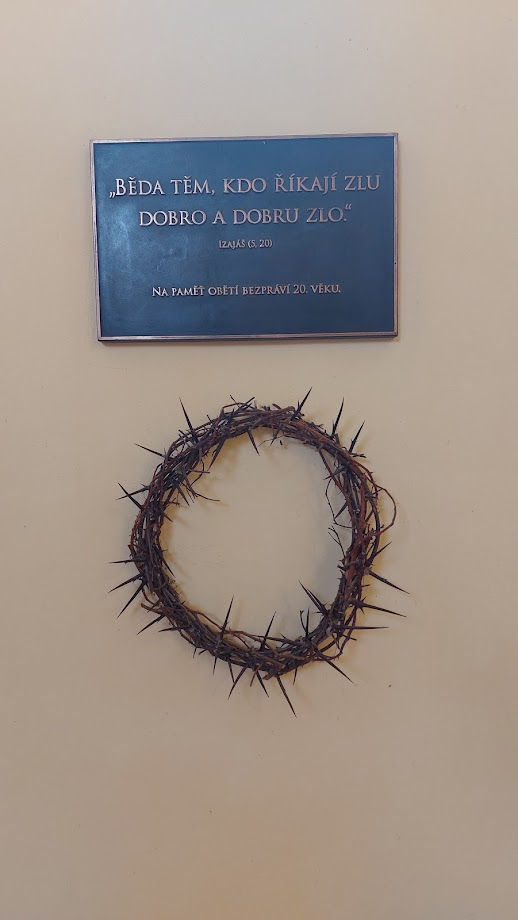 „BĚDA TĚM, KDO ŘÍKAJÍ ZLU
DOBRO A DOBRU ZLO.“
IZAJÁŠ (5, 20)
NA PAMĚŤ OBĚTÍ BEZPRÁVÍ 20. VĚKU.